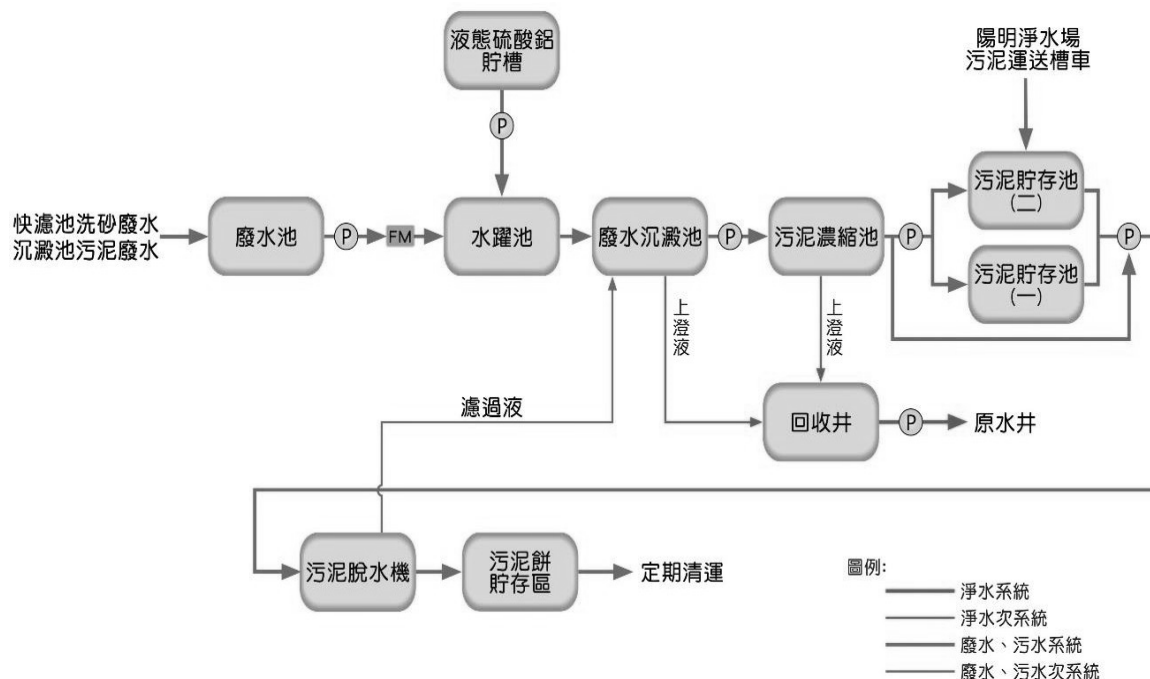 液態硫酸鋁
貯槽
陽明淨水場
污泥運送槽車
P
快濾池洗砂廢水
沉澱池污泥廢水
廢水池
P
FM
水躍池
廢水沉澱池
P
污泥濃縮池
P
污泥貯存池
(二)
污泥貯存池
(一)
P
上澄液
上澄液
濾過液
回收井
P
原水井
污泥脫水機
污泥餅
貯存區
定期清運
圖例:
淨水系統
淨水次系統
廢水、污水系統
廢水、污水次系統